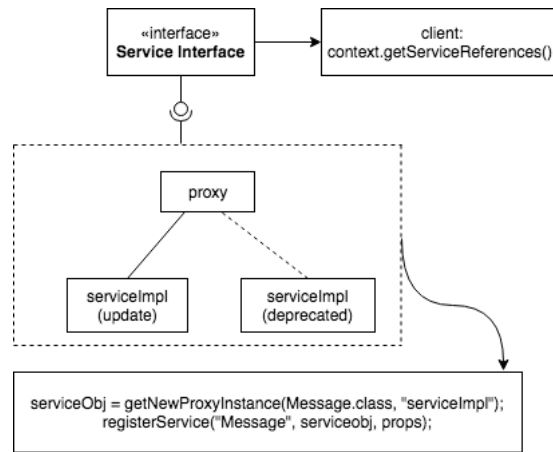 «interface»
Service Interface
client:
context.getServiceReferences()
proxy
serviceImpl
(update)
serviceImpl
(deprecated)
serviceObj = getNewProxyInstance(Message.class, "serviceImpl");
registerService("Message", serviceobj, props);